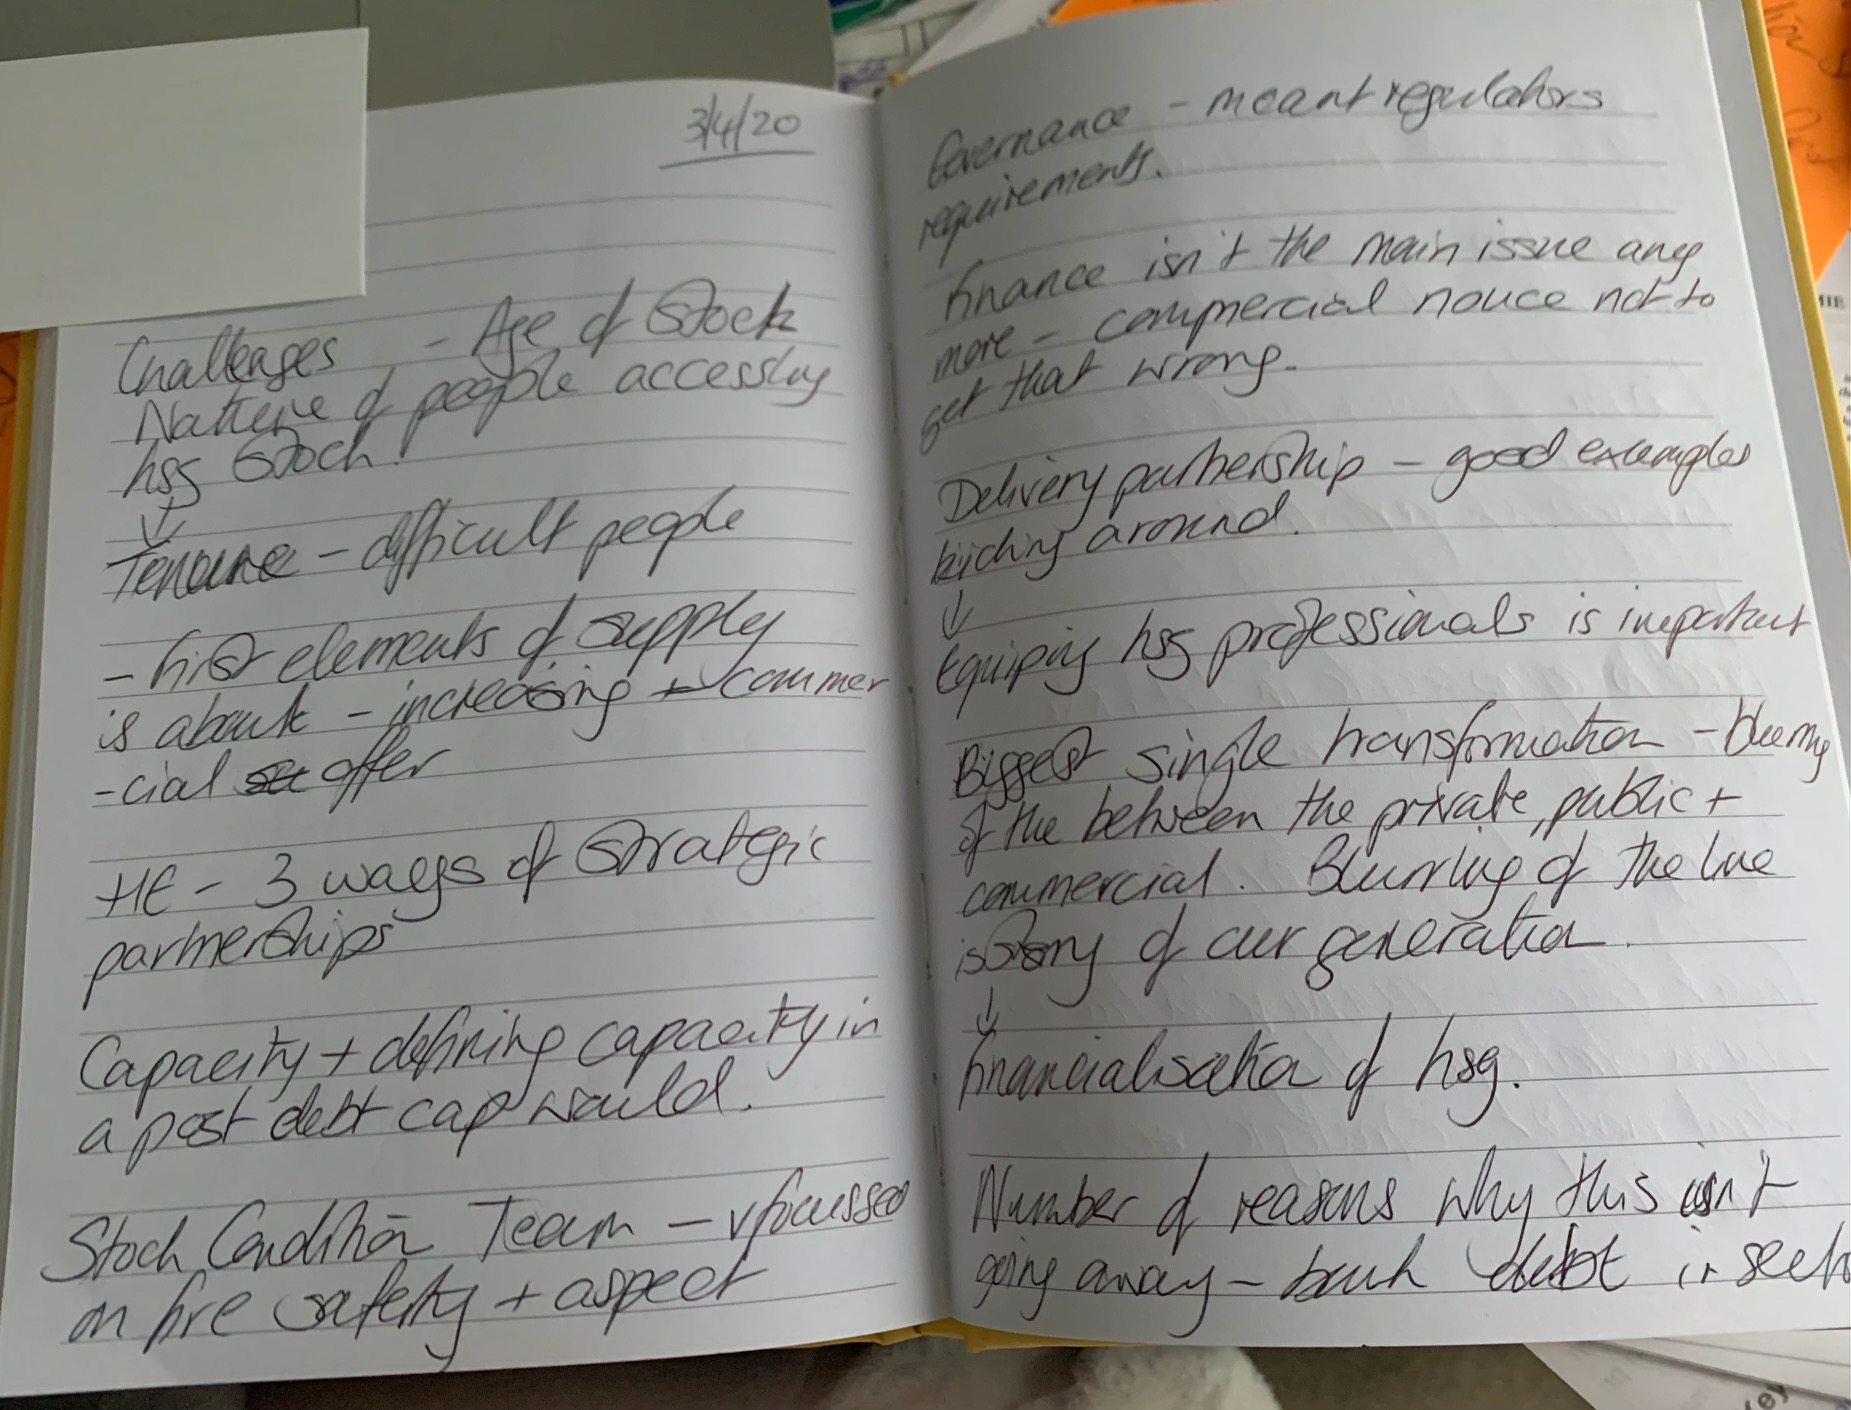 3/4/20
Challenges - Age of Stock
Nature of people accessing
hsg Stock.
↓
Tenure - difficult people
- first elements of supply
is about - increasing + commer
-cial offer
HE - 3 ways of Strategic
partnerships
Capacity + defining capacity in
a post debt cap would.
Stock Condition Team - v focussed
on fire safety + aspect
Governance - meant regulators
requirements.
finance isn't the main issue any
more - commercial nouce not to
get that wrong.
Delivery partnership - good examples
kicking around.
↓
Equiping hsg professionals is important
Biggest single transformation - bluring
of the between the private, public +
commercial. Blurring of the line
is story of our generation.
↓
financialisation of hsg.
Number of reasons why this isn't
going away - bank debt is seek